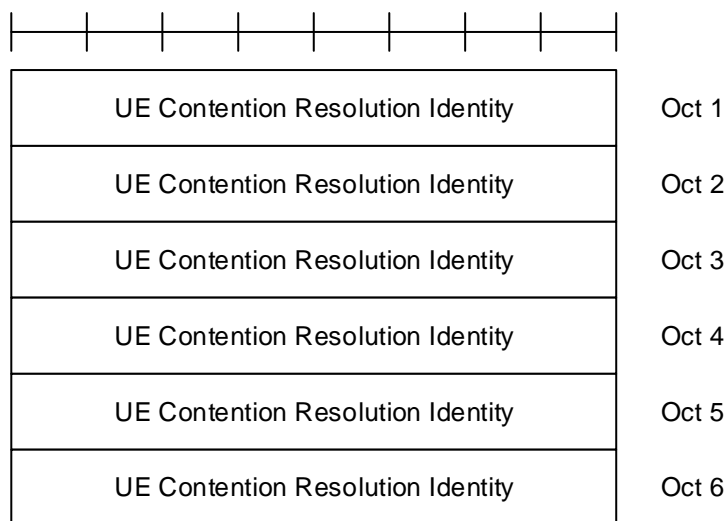 UE Contention Resolution Identity Oct 1
UE Contention Resolution Identity Oct 2
UE Contention Resolution Identity Oct 3
UE Contention Resolution Identity Oct 4
UE Contention Resolution Identity Oct 5
UE Contention Resolution Identity Oct 6